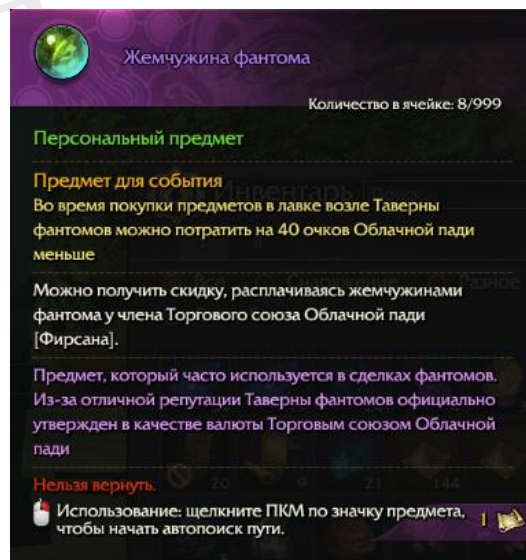 Жемчужина фантома
Количество в ячейке: 8/999
Персональный предмет
Предмет для события
Во время покупки предметов в лавке возле Таверны
фантомов можно потратить на 40 очков Облачной пади
меньше
Можно получить скидку, расплачиваясь жемчужинами
фантома у члена Торгового союза Облачной пади
[Фирсана].
Предмет, который часто используется в сделках фантомов.
Из-за отличной репутации Таверны фантомов официально
утвержден в качестве валюты Торговым союзом Облачной
пади
Нельзя вернуть.
Использование: щелкните ПКМ по значку предмета,
чтобы начать автопоиск пути.
1